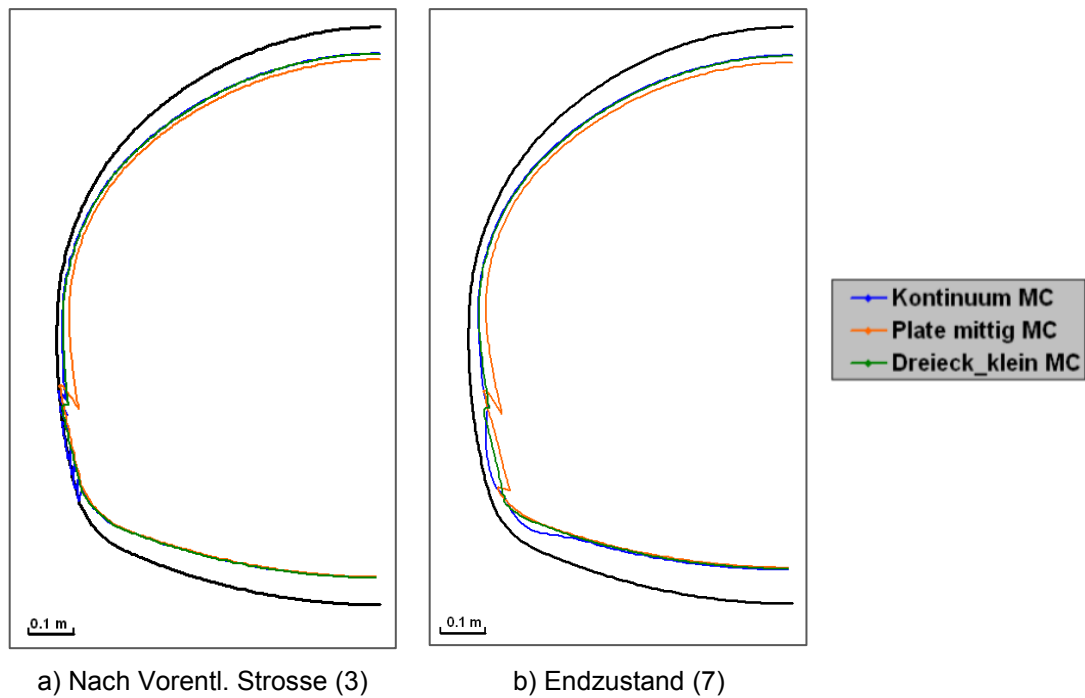 0.1 m
0.1 m
Kontinuum MC
Plate mittig MC
Dreieck_klein MC
a) Nach Vorentl. Strosse (3)
b) Endzustand (7)